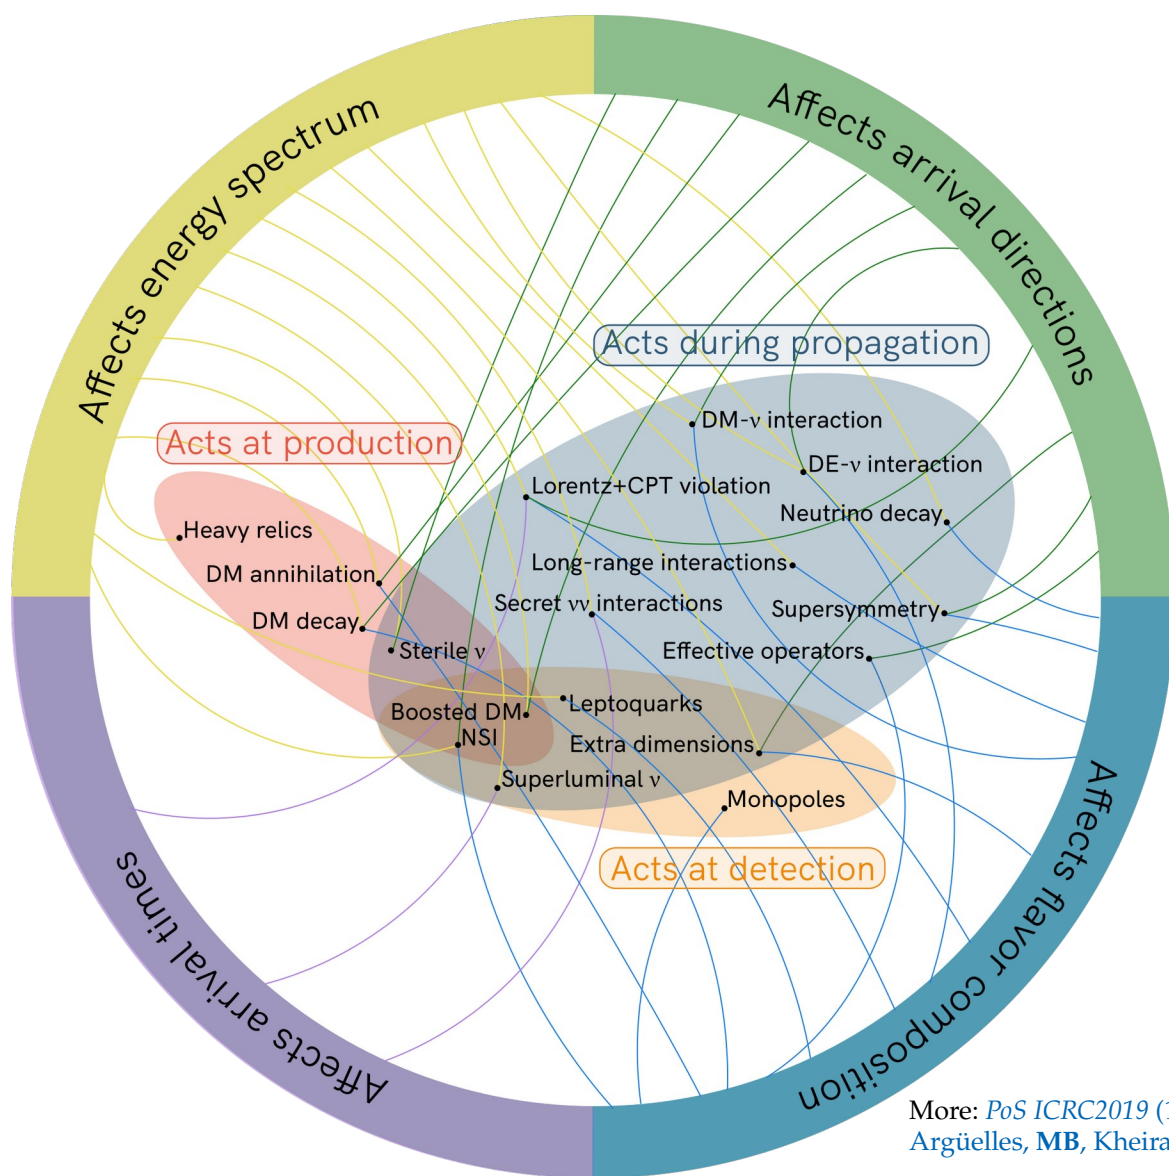 Affects energy spectrum
Affects arrival directions
Acts during propagation
DM-ν interaction
Acts at production
DE-ν interaction
Lorentz+CPT violation
Neutrino decay
Heavy relics
Long-range interactions
DM annihilation
Secret νν interactions
Supersymmetry
DM decay
Sterile ν
Effective operators
Leptoquarks
Boosted DM
NSI
Extra dimensions
Superluminal ν
Monopoles
Acts at detection
Affects arrival times
Affects flavor composition
More: PoS ICRC2019 (1
Argüelles, MB, Kheira